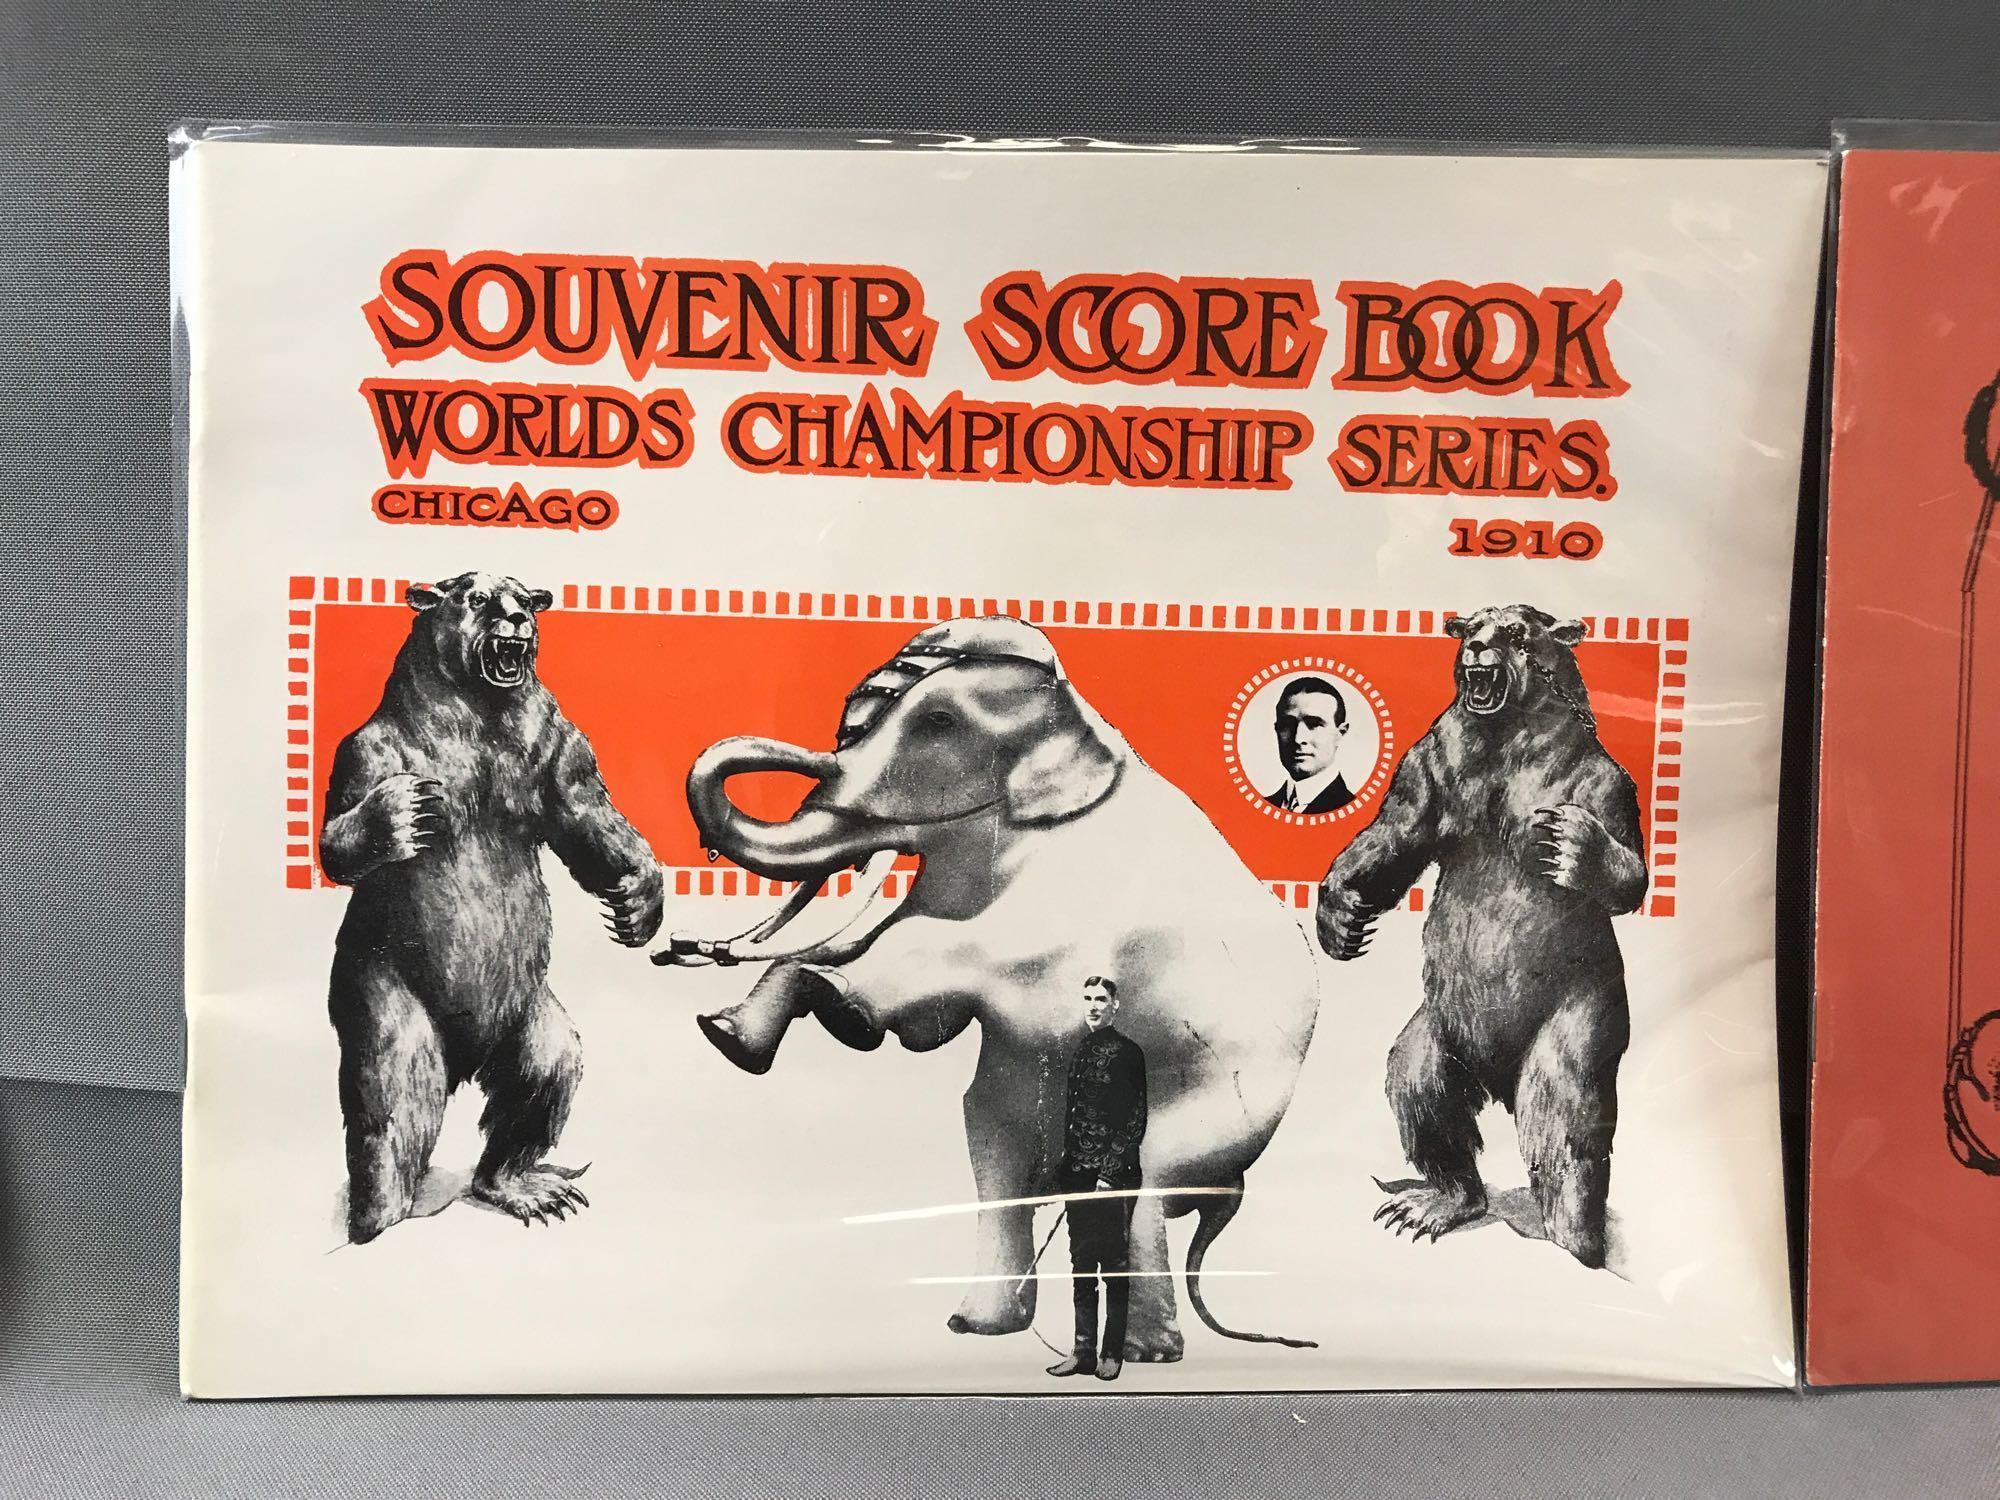 SOUVENIR SCORE BOOK
WORLDS CHAMPIONSHIP SERIES.
CHICAGO
1910